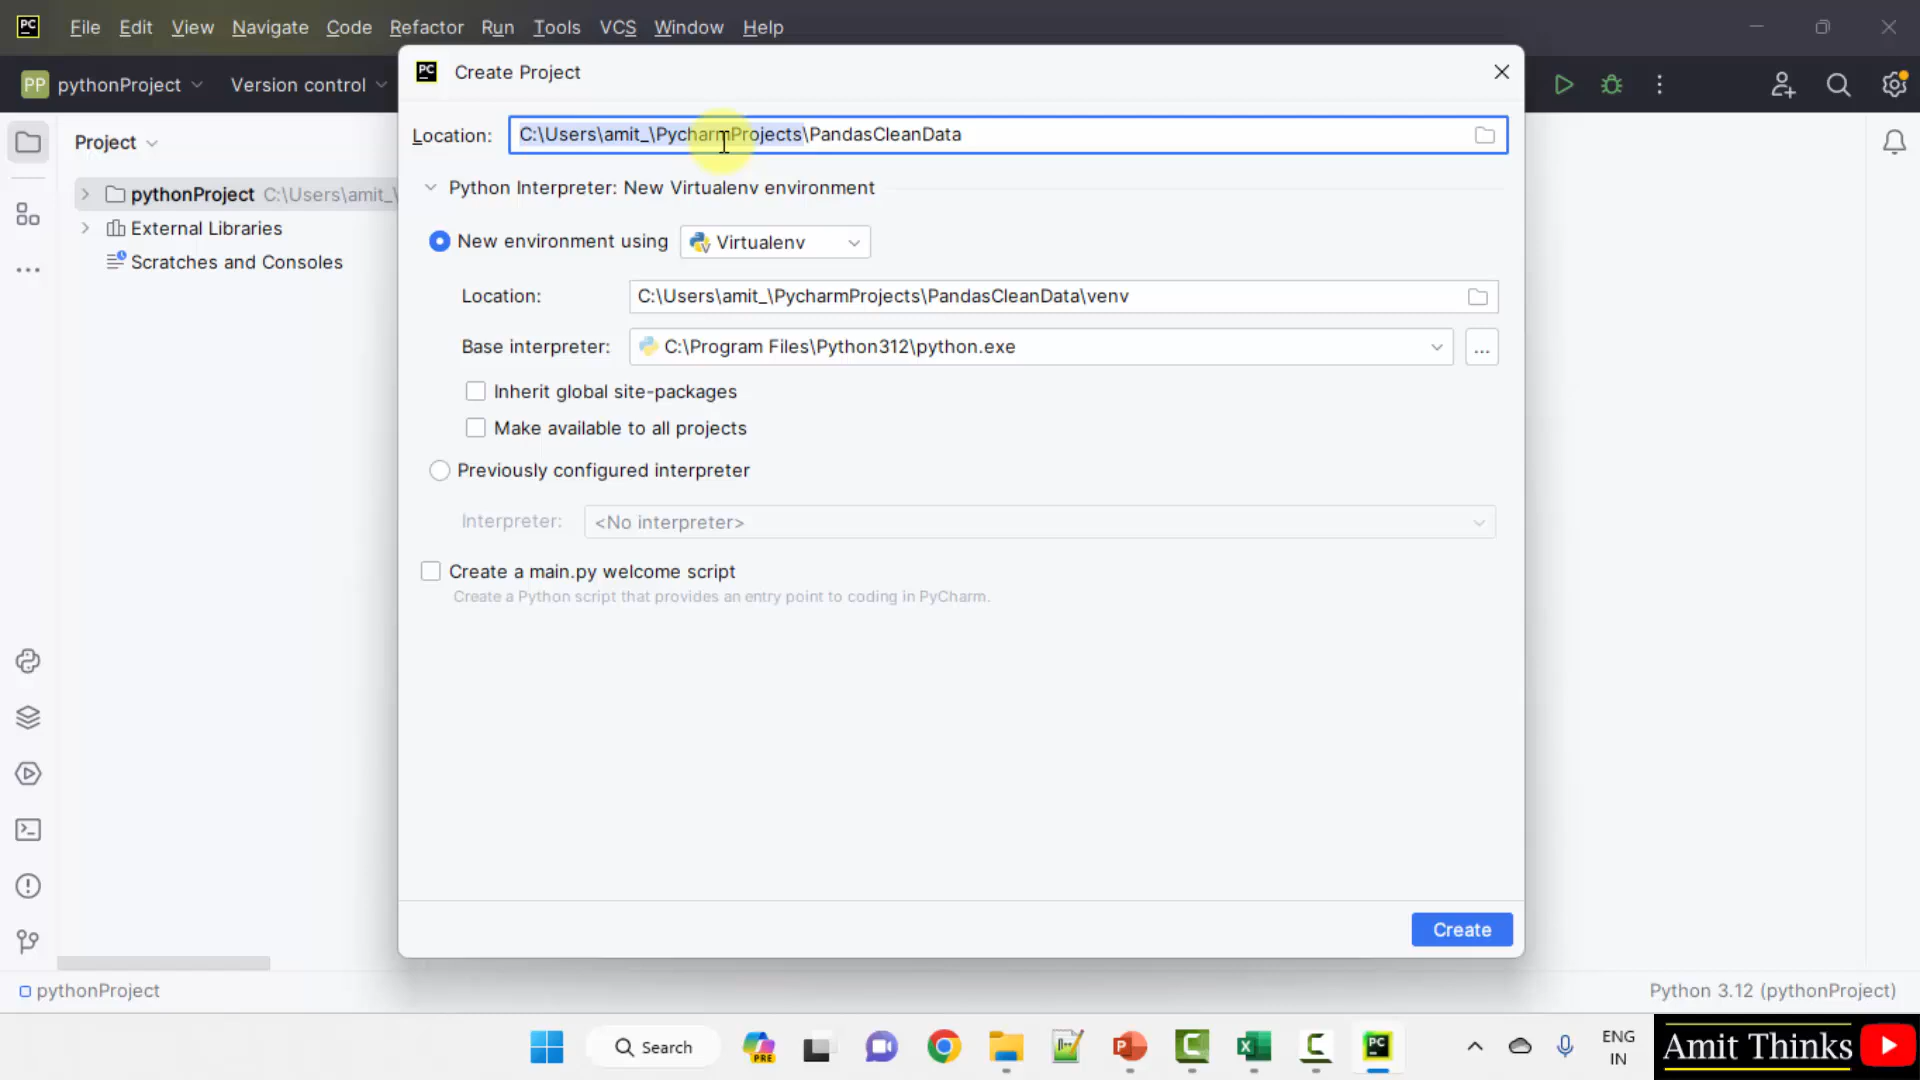 PC File Edit View Navigate Code Refactor Run Tools VCS Window Help
PP pythonProject Version control
PC Create Project
Project
Location: C:\Users\amit_\PycharmProjects\PandasCleanData
pythonProject C:\Users\amit_\
Python Interpreter: New Virtualenv environment
External Libraries
New environment using Virtualenv
Scratches and Consoles
Location: C:\Users\amit_\PycharmProjects\PandasCleanData\venv
Base interpreter: C:\Program Files\Python312\python.exe ...
Inherit global site-packages
Make available to all projects
Previously configured interpreter
Interpreter: <No interpreter>
Create a main.py welcome script
Create a Python script that provides an entry point to coding in PyCharm.
Create
pythonProject
Python 3.12 (pythonProject)
Search
PRE
PC
ENG
IN
Amit Thinks